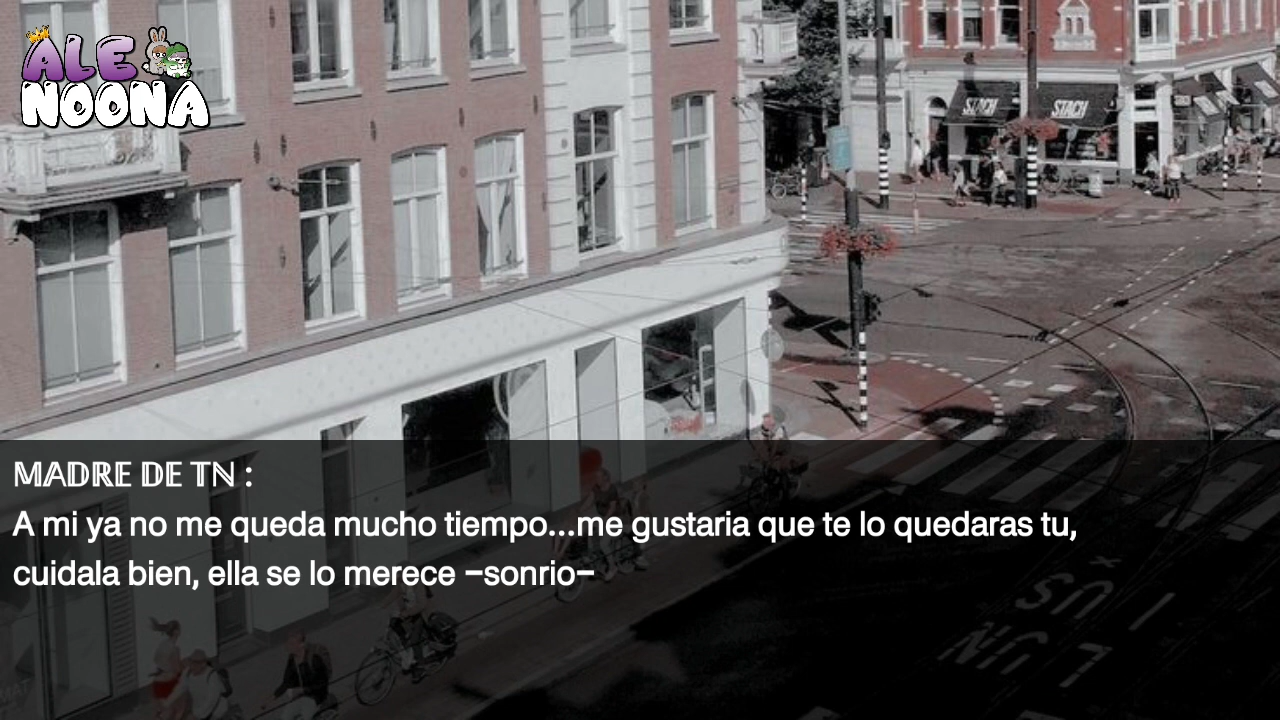 ALE
NOONA
STACH
STACH
MADRE DE TN :
A mi ya no me queda mucho tiempo...me gustaria que te lo quedaras tu,
cuidala bien, ella se lo merece –sonrio–